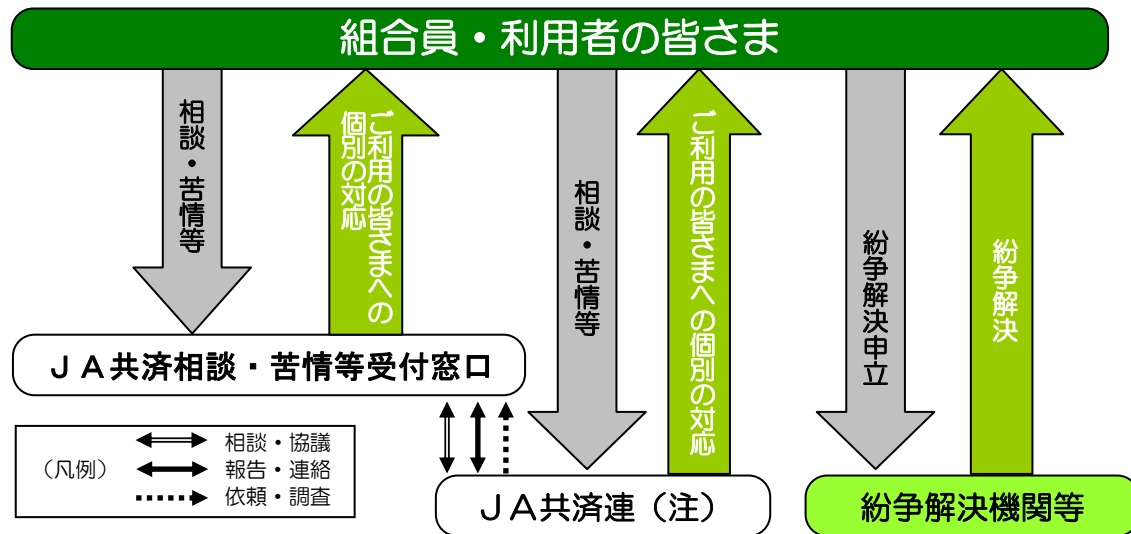 組合員・利用者の皆さま
相談・苦情等
ご利用の皆さまへの
個別の対応
相談・苦情等
ご利用の皆さまへの個別の対応
紛争解決申立
紛争解決
ＪＡ共済相談・苦情等受付窓口
（凡例）
相談・協議
報告・連絡
依頼・調査
ＪＡ共済連（注）
紛争解決機関等